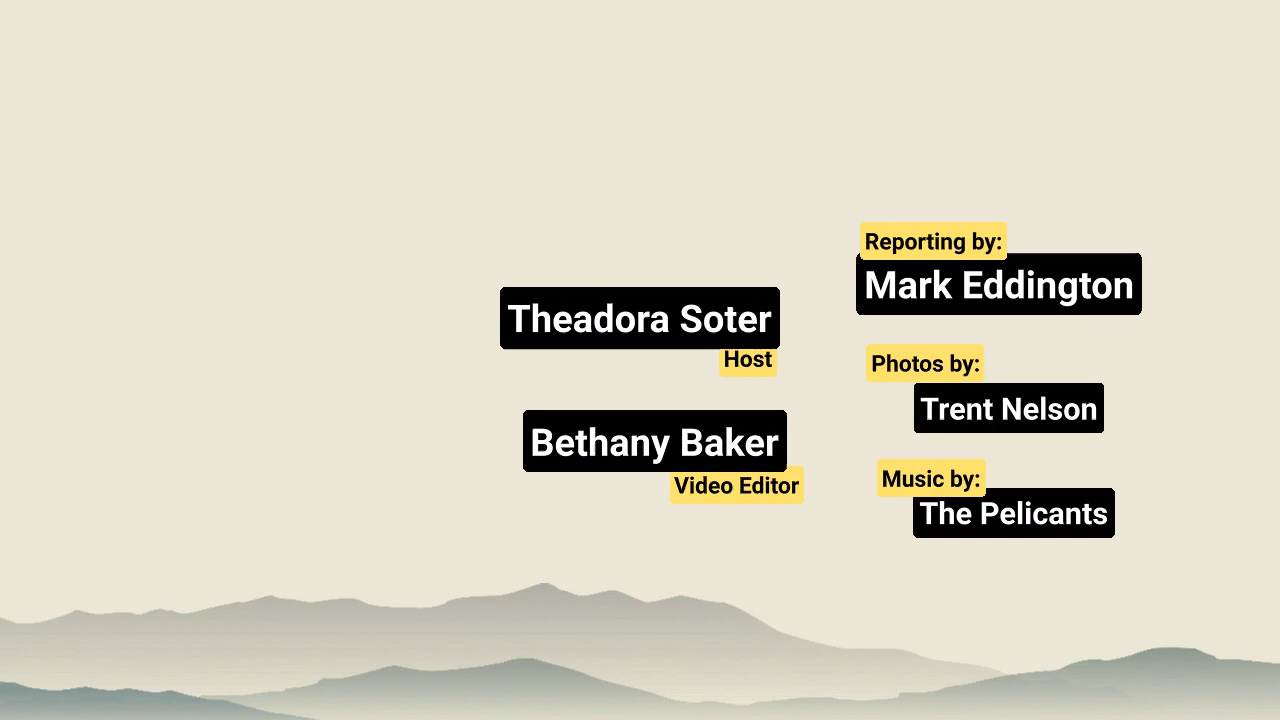 Theadora Soter
Host
Bethany Baker
Video Editor
Reporting by:
Mark Eddington
Photos by:
Trent Nelson
Music by:
The Pelicants